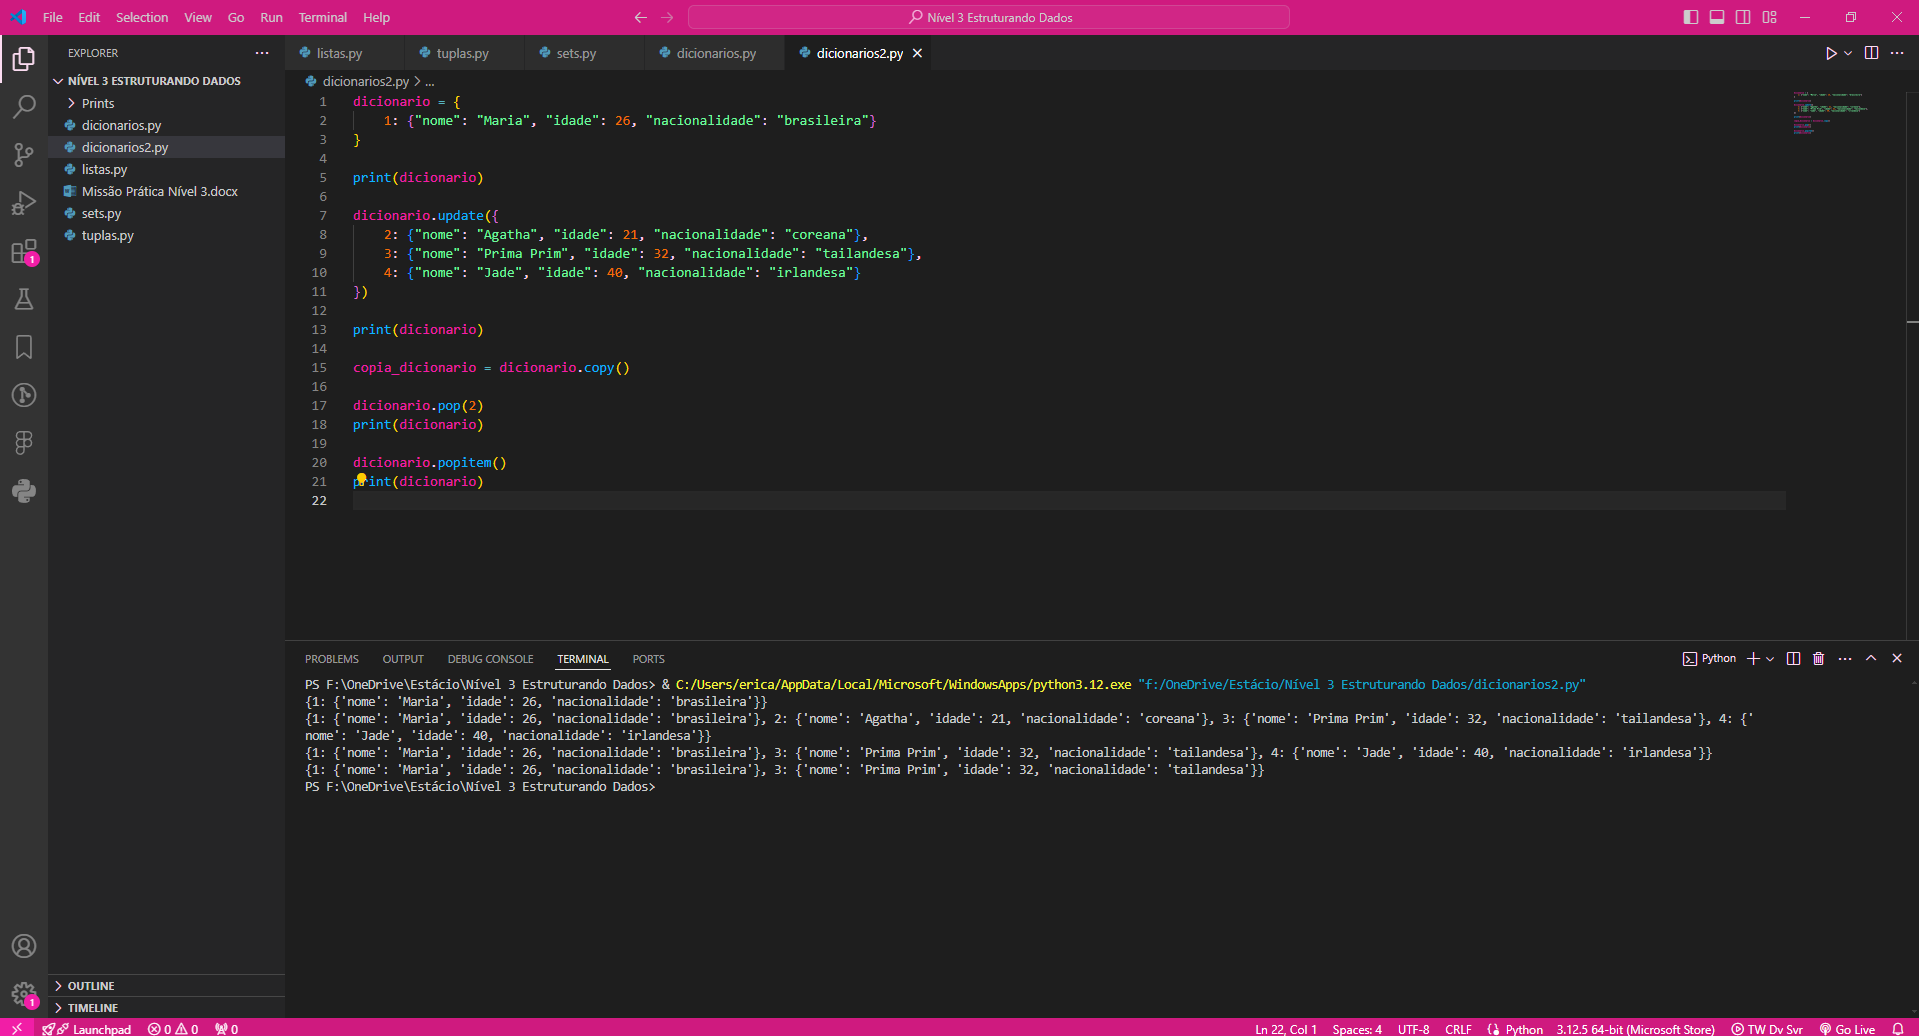 File Edit Selection View Go Run Terminal Help
Nível 3 Estruturando Dados
EXPLORER
listas.py
tuplas.py
sets.py
dicionarios.py
dicionarios2.py
NÍVEL 3 ESTRUTURANDO DADOS
Prints
dicionarios.py
dicionarios2.py
listas.py
Missão Prática Nível 3.docx
sets.py
tuplas.py
OUTLINE
TIMELINE
dicionarios2.py > ...
1 dicionario = {
2     1: {"nome": "Maria", "idade": 26, "nacionalidade": "brasileira"}
3 }
4
5 print(dicionario)
6
7 dicionario.update({
8     2: {"nome": "Agatha", "idade": 21, "nacionalidade": "coreana"},
9     3: {"nome": "Prima Prim", "idade": 32, "nacionalidade": "tailandesa"},
10     4: {"nome": "Jade", "idade": 40, "nacionalidade": "irlandesa"}
11 })
12
13 print(dicionario)
14
15 copia_dicionario = dicionario.copy()
16
17 dicionario.pop(2)
18 print(dicionario)
19
20 dicionario.popitem()
21 print(dicionario)
22
PROBLEMS OUTPUT DEBUG CONSOLE TERMINAL PORTS
Python
PS F:\OneDrive\Estácio\Nível 3 Estruturando Dados> & C:/Users/erica/AppData/Local/Microsoft/WindowsApps/python3.12.exe "f:/OneDrive/Estácio/Nível 3 Estruturando Dados/dicionarios2.py"
{1: {'nome': 'Maria', 'idade': 26, 'nacionalidade': 'brasileira'}}
{1: {'nome': 'Maria', 'idade': 26, 'nacionalidade': 'brasileira'}, 2: {'nome': 'Agatha', 'idade': 21, 'nacionalidade': 'coreana'}, 3: {'nome': 'Prima Prim', 'idade': 32, 'nacionalidade': 'tailandesa'}, 4: {'
nome': 'Jade', 'idade': 40, 'nacionalidade': 'irlandesa'}}
{1: {'nome': 'Maria', 'idade': 26, 'nacionalidade': 'brasileira'}, 3: {'nome': 'Prima Prim', 'idade': 32, 'nacionalidade': 'tailandesa'}, 4: {'nome': 'Jade', 'idade': 40, 'nacionalidade': 'irlandesa'}}
{1: {'nome': 'Maria', 'idade': 26, 'nacionalidade': 'brasileira'}, 3: {'nome': 'Prima Prim', 'idade': 32, 'nacionalidade': 'tailandesa'}}
PS F:\OneDrive\Estácio\Nível 3 Estruturando Dados>
1
1
Launchpad 0 0 0 Ln 22, Col 1 Spaces: 4 UTF-8 CRLF Python 3.12.5 64-bit (Microsoft Store) TW Dv Svr Go Live